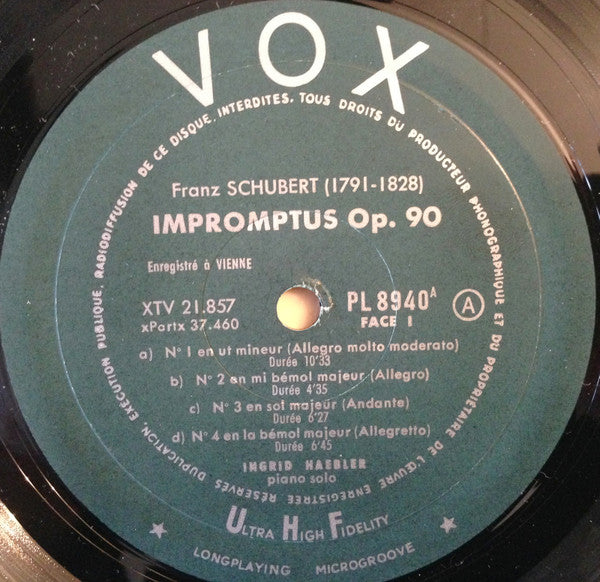 VOX
DUPLICATION, EXÉCUTION PUBLIQUE, RADIODIFFUSION DE CE DISQUE INTERDITES. TOUS DROITS DU PRODUCTEUR PHONOGRAPHIQUE ET DU PROPRIÉTAIRE DE L'ŒUVRE ENREGISTRÉE RÉSERVÉS
Franz SCHUBERT (1791-1828)
IMPROMPTUS Op. 90
Enregistré à VIENNE
XTV 21.857
xPartx 37.460
PL 8940 A
FACE I
A
a) N° 1 en ut mineur (Allegro molto moderato)
Durée 10'33
b) N° 2 en mi bémol majeur (Allegro)
Durée 4'35
c) N° 3 en sol majeur (Andante)
Durée 6'27
d) N° 4 en la bémol majeur (Allegretto)
Durée 6'45
INGRID HAEBLER
piano solo
ULTRA HIGH FIDELITY
LONGPLAYING MICROGROOVE